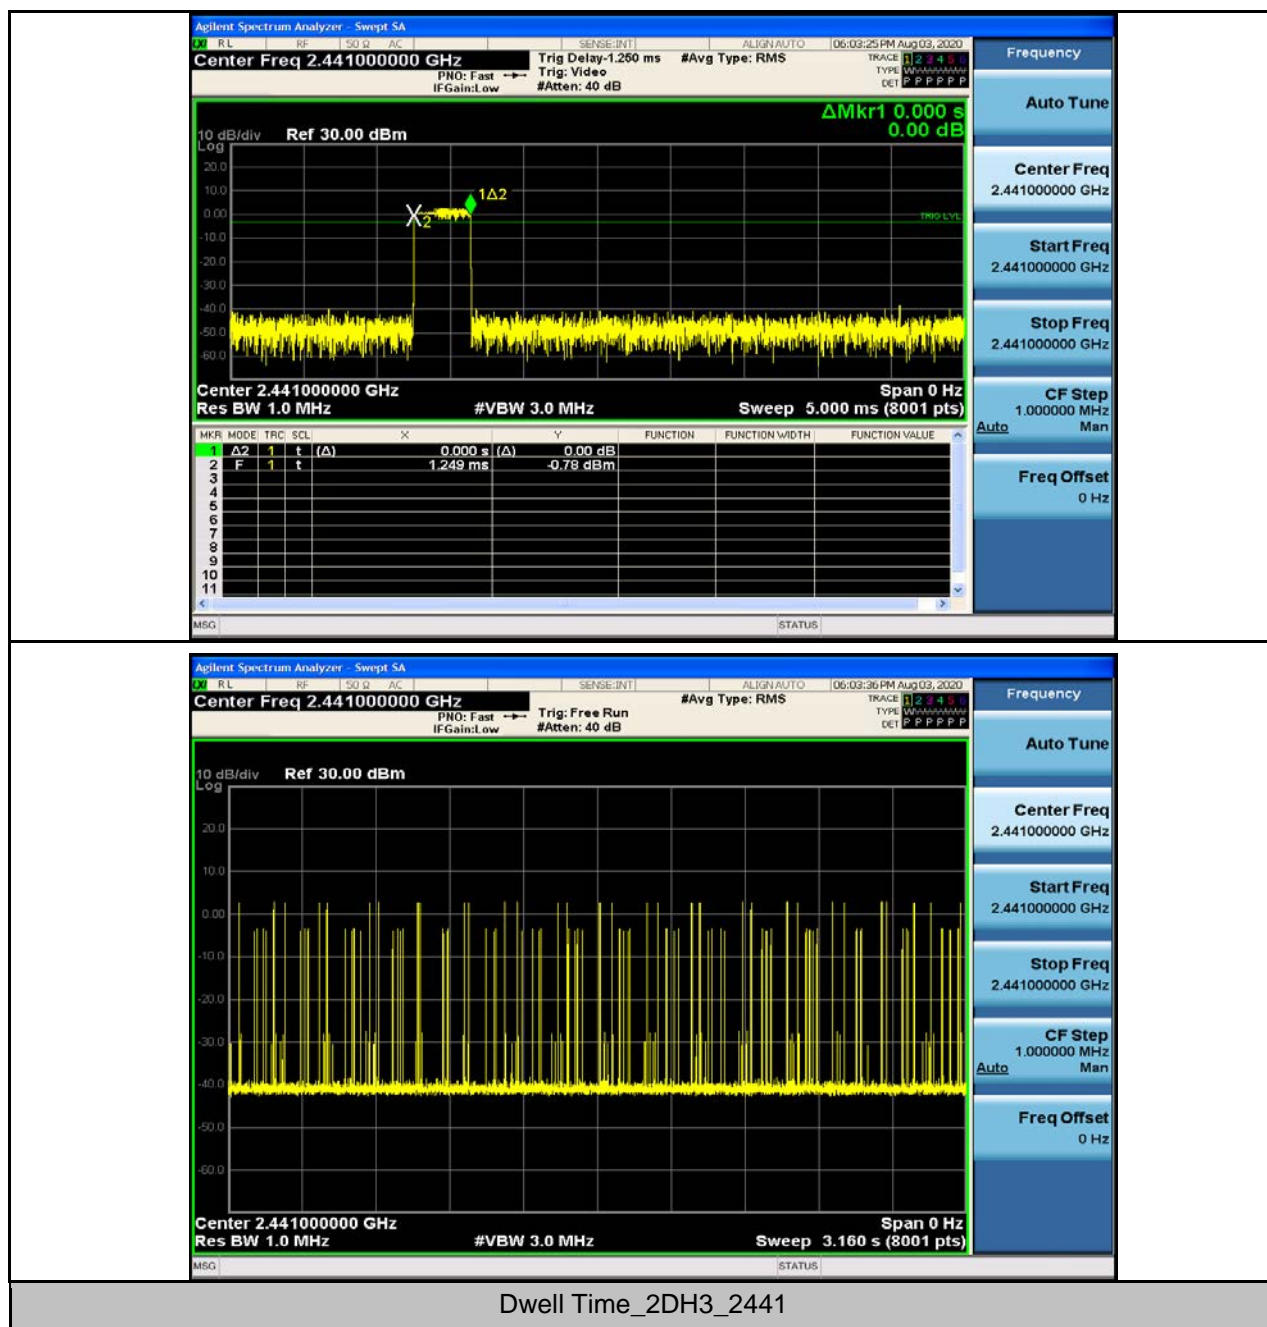 Agilent Spectrum Analyzer - Swept SA
RL RF 50 Ω AC SENSE:INT ALIGN AUTO 06:03:25 PM Aug 03, 2020
Center Freq 2.441000000 GHz Trig Delay-1.250 ms #Avg Type: RMS TRACE 1 2 3 4 5 6
PNO: Fast Trig: Video TYPE W
IFGain:Low #Atten: 40 dB DET P P P P P P
Frequency
Auto Tune
ΔMkr1 0.000 s
0.00 dB
10 dB/div Ref 30.00 dBm
Log
20.0
10.0
0.00
-10.0
-20.0
-30.0
-40.0
-50.0
-60.0
1Δ2
X2
TRIG LVL
Center 2.441000000 GHz Span 0 Hz
Res BW 1.0 MHz #VBW 3.0 MHz Sweep 5.000 ms (8001 pts)
MKR MODE TRC SCL X Y FUNCTION FUNCTION WIDTH FUNCTION VALUE
1 Δ2 1 t (Δ) 0.000 s (Δ) 0.00 dB
2 F 1 t 1.249 ms -0.78 dBm
3
4
5
6
7
8
9
10
11
MSG STATUS
Center Freq
2.441000000 GHz
Start Freq
2.441000000 GHz
Stop Freq
2.441000000 GHz
CF Step
1.000000 MHz
Auto Man
Freq Offset
0 Hz
Agilent Spectrum Analyzer - Swept SA
RL RF 50 Ω AC SENSE:INT ALIGN AUTO 06:03:36 PM Aug 03, 2020
Center Freq 2.441000000 GHz #Avg Type: RMS TRACE 1 2 3 4 5 6
PNO: Fast Trig: Free Run TYPE W
IFGain:Low #Atten: 40 dB DET P P P P P P
Frequency
Auto Tune
10 dB/div Ref 30.00 dBm
Log
20.0
10.0
0.00
-10.0
-20.0
-30.0
-40.0
-50.0
-60.0
Center 2.441000000 GHz Span 0 Hz
Res BW 1.0 MHz #VBW 3.0 MHz Sweep 3.160 s (8001 pts)
MSG STATUS
Center Freq
2.441000000 GHz
Start Freq
2.441000000 GHz
Stop Freq
2.441000000 GHz
CF Step
1.000000 MHz
Auto Man
Freq Offset
0 Hz
Dwell Time_2DH3_2441